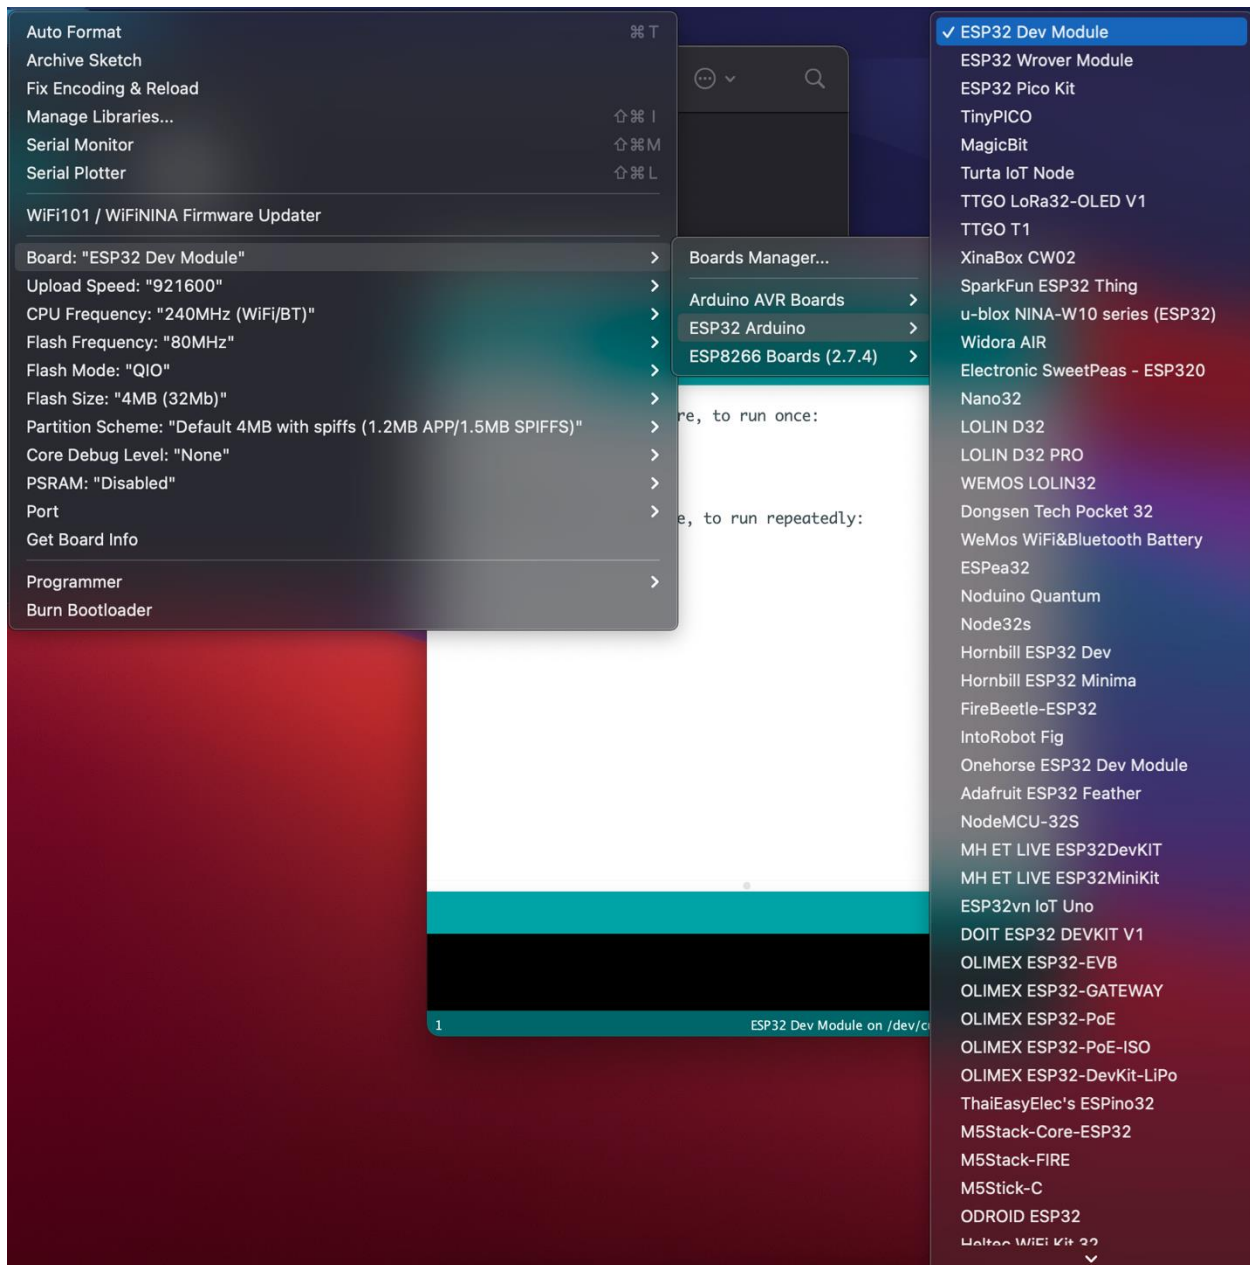 Auto Format ⌘ T
Archive Sketch
Fix Encoding & Reload
Manage Libraries... ⇧⌘ I
Serial Monitor ⇧⌘M
Serial Plotter ⇧⌘ L
WiFi101 / WiFiNINA Firmware Updater
Board: "ESP32 Dev Module"
Upload Speed: "921600"
CPU Frequency: "240MHz (WiFi/BT)"
Flash Frequency: "80MHz"
Flash Mode: "QIO"
Flash Size: "4MB (32Mb)"
Partition Scheme: "Default 4MB with spiffs (1.2MB APP/1.5MB SPIFFS)"
Core Debug Level: "None"
PSRAM: "Disabled"
Port
Get Board Info
Programmer
Burn Bootloader
Boards Manager...
Arduino AVR Boards
ESP32 Arduino
ESP8266 Boards (2.7.4)
re, to run once:
e, to run repeatedly:
1 ESP32 Dev Module on /dev/c
✓ ESP32 Dev Module
ESP32 Wrover Module
ESP32 Pico Kit
TinyPICO
MagicBit
Turta IoT Node
TTGO LoRa32-OLED V1
TTGO T1
XinaBox CW02
SparkFun ESP32 Thing
u-blox NINA-W10 series (ESP32)
Widora AIR
Electronic SweetPeas - ESP320
Nano32
LOLIN D32
LOLIN D32 PRO
WEMOS LOLIN32
Dongsen Tech Pocket 32
WeMos WiFi&Bluetooth Battery
ESPea32
Noduino Quantum
Node32s
Hornbill ESP32 Dev
Hornbill ESP32 Minima
FireBeetle-ESP32
IntoRobot Fig
Onehorse ESP32 Dev Module
Adafruit ESP32 Feather
NodeMCU-32S
MH ET LIVE ESP32DevKIT
MH ET LIVE ESP32MiniKit
ESP32vn IoT Uno
DOIT ESP32 DEVKIT V1
OLIMEX ESP32-EVB
OLIMEX ESP32-GATEWAY
OLIMEX ESP32-PoE
OLIMEX ESP32-PoE-ISO
OLIMEX ESP32-DevKit-LiPo
ThaiEasyElec's ESPino32
M5Stack-Core-ESP32
M5Stack-FIRE
M5Stick-C
ODROID ESP32
Heltec WiFi Kit 32